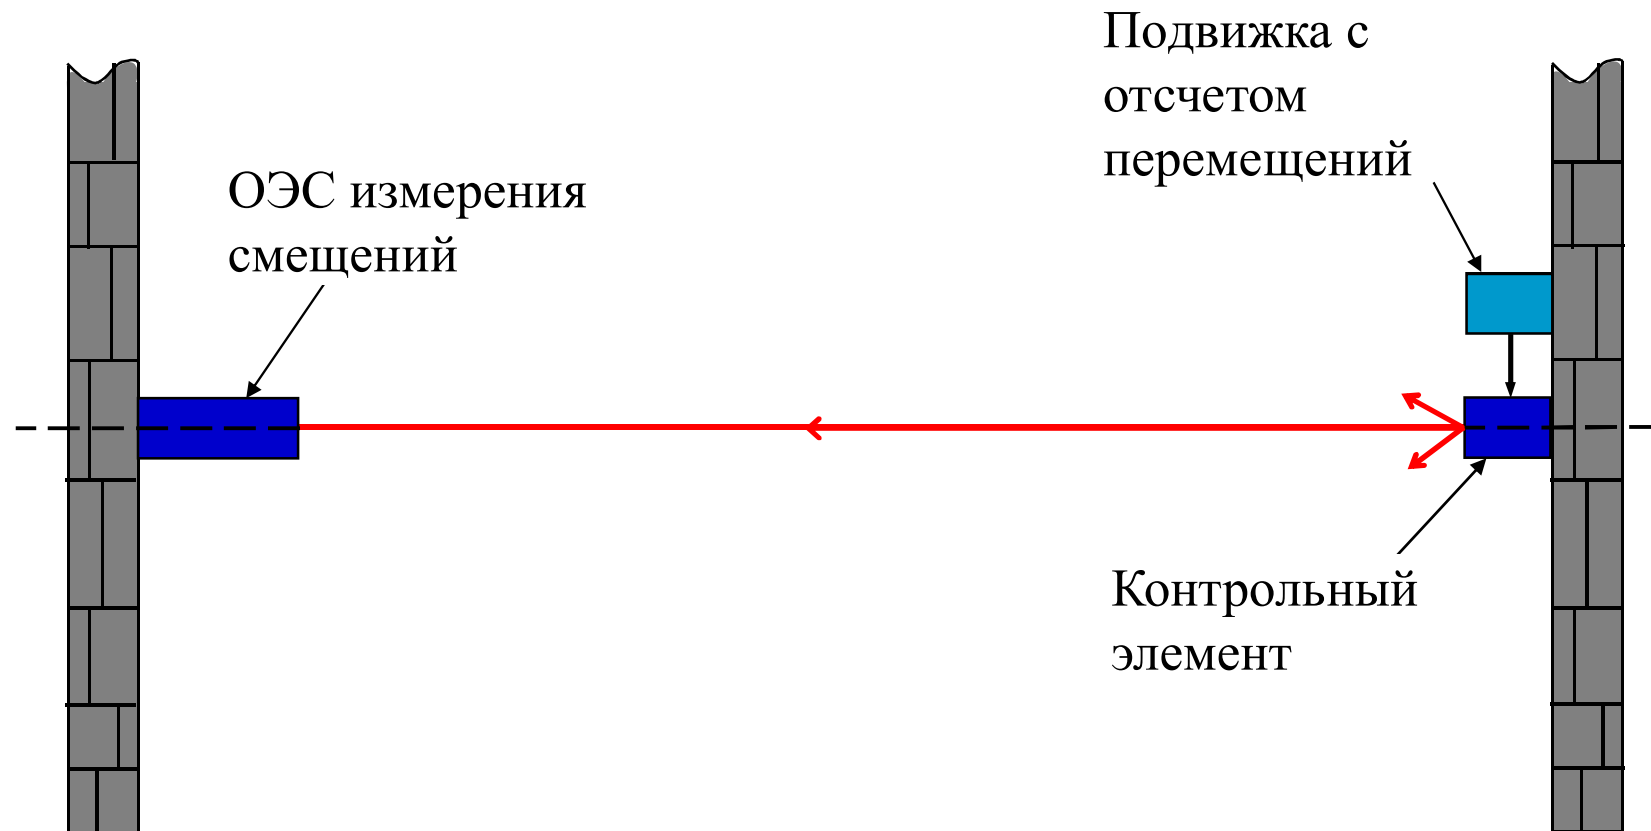 Подвижка с
отсчетом
перемещений
ОЭС измерения
смещений
Контрольный
элемент